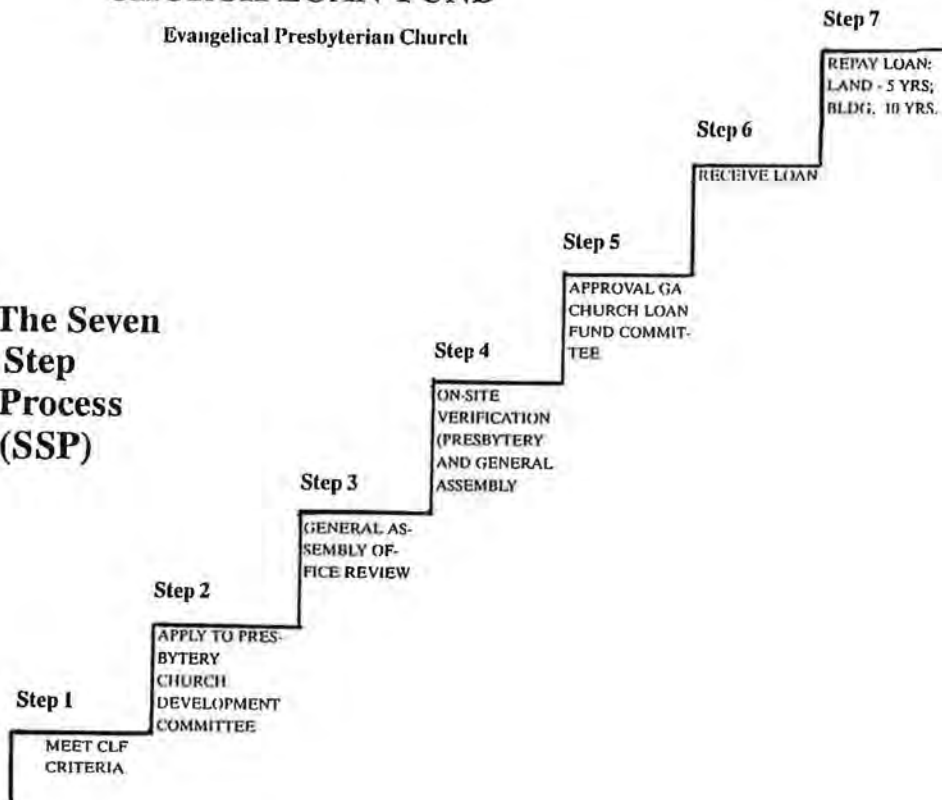 CHURCH LOAN FUND
Evangelical Presbyterian Church
The Seven
Step
Process
(SSP)
Step 1
MEET CLF
CRITERIA
Step 2
APPLY TO PRES-
BYTERY
CHURCH
DEVELOPMENT
COMMITTEE
Step 3
GENERAL AS-
SEMBLY OF-
FICE REVIEW
Step 4
ON-SITE
VERIFICATION
(PRESBYTERY
AND GENERAL
ASSEMBLY
Step 5
APPROVAL GA
CHURCH LOAN
FUND COMMIT-
TEE
Step 6
RECEIVE LOAN
Step 7
REPAY LOAN:
LAND - 5 YRS;
BLDG. 10 YRS.